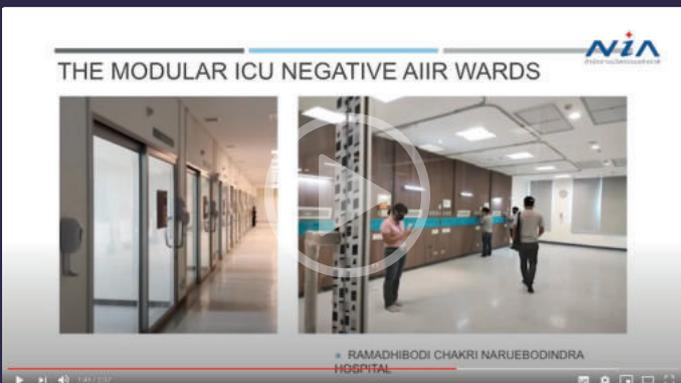 NiA
THE MODULAR ICU NEGATIVE AIIR WARDS
RAMADHIBODI CHAKRI NARUEBODINDRA
HOSPITAL